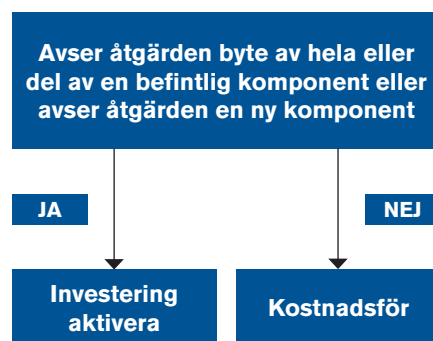 Avser åtgärden byte av hela eller
del av en befintlig komponent eller
avser åtgärden en ny komponent
JA
NEJ
Investering
aktivera
Kostnadsför